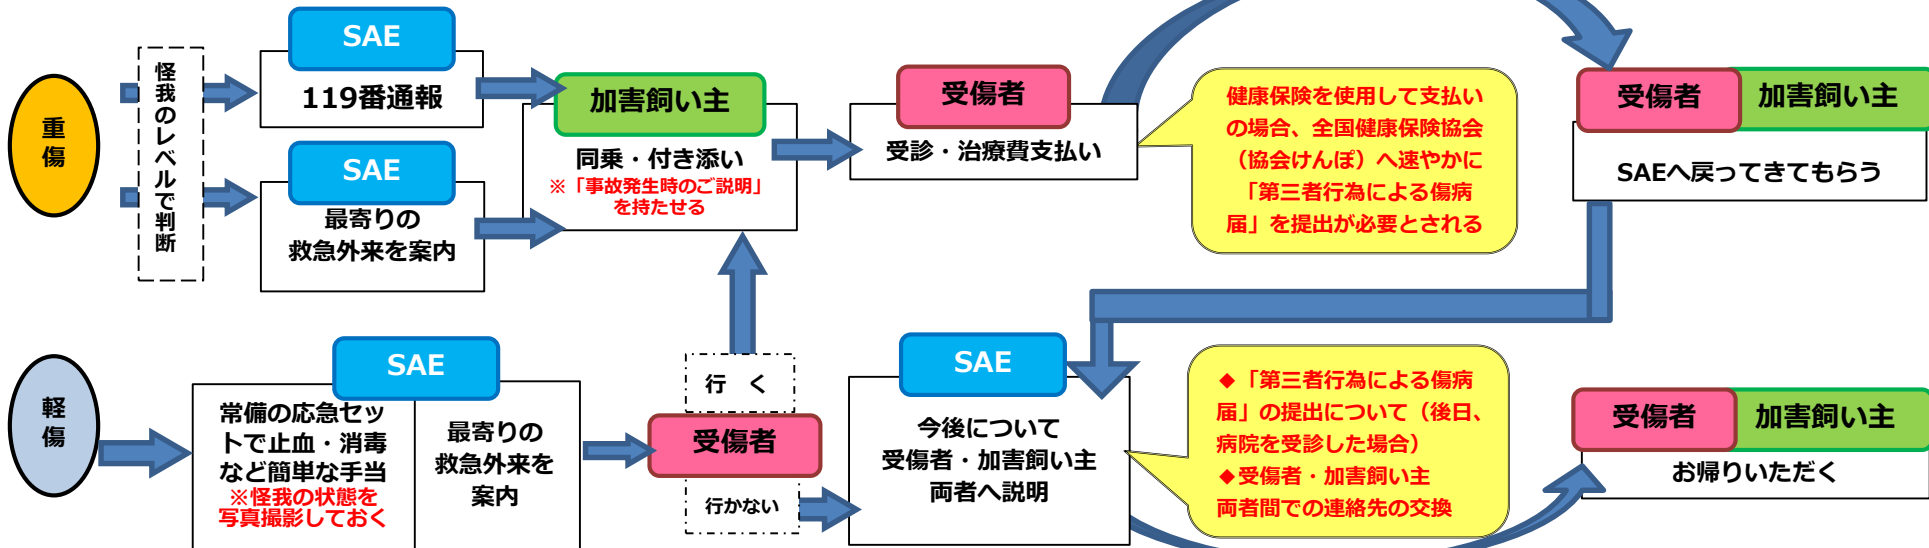 重
傷
怪我のレベルで判断
SAE
119番通報
SAE
最寄りの
救急外来を案内
加害飼い主
同乗・付き添い
※「事故発生時のご説明」
を持たせる
受傷者
受診・治療費支払い
健康保険を使用して支払い
の場合、全国健康保険協会
（協会けんぽ）へ速やかに
「第三者行為による傷病
届」を提出が必要とされる
受傷者
加害飼い主
SAEへ戻ってきてもらう
軽
傷
SAE
常備の応急セッ
トで止血・消毒
など簡単な手当
※怪我の状態を
写真撮影しておく
最寄りの
救急外来を
案内
行 く
受傷者
行かない
SAE
今後について
受傷者・加害飼い主
両者へ説明
◆「第三者行為による傷病
届」の提出について（後日、
病院を受診した場合）
◆受傷者・加害飼い主
両者間での連絡先の交換
受傷者
加害飼い主
お帰りいただく